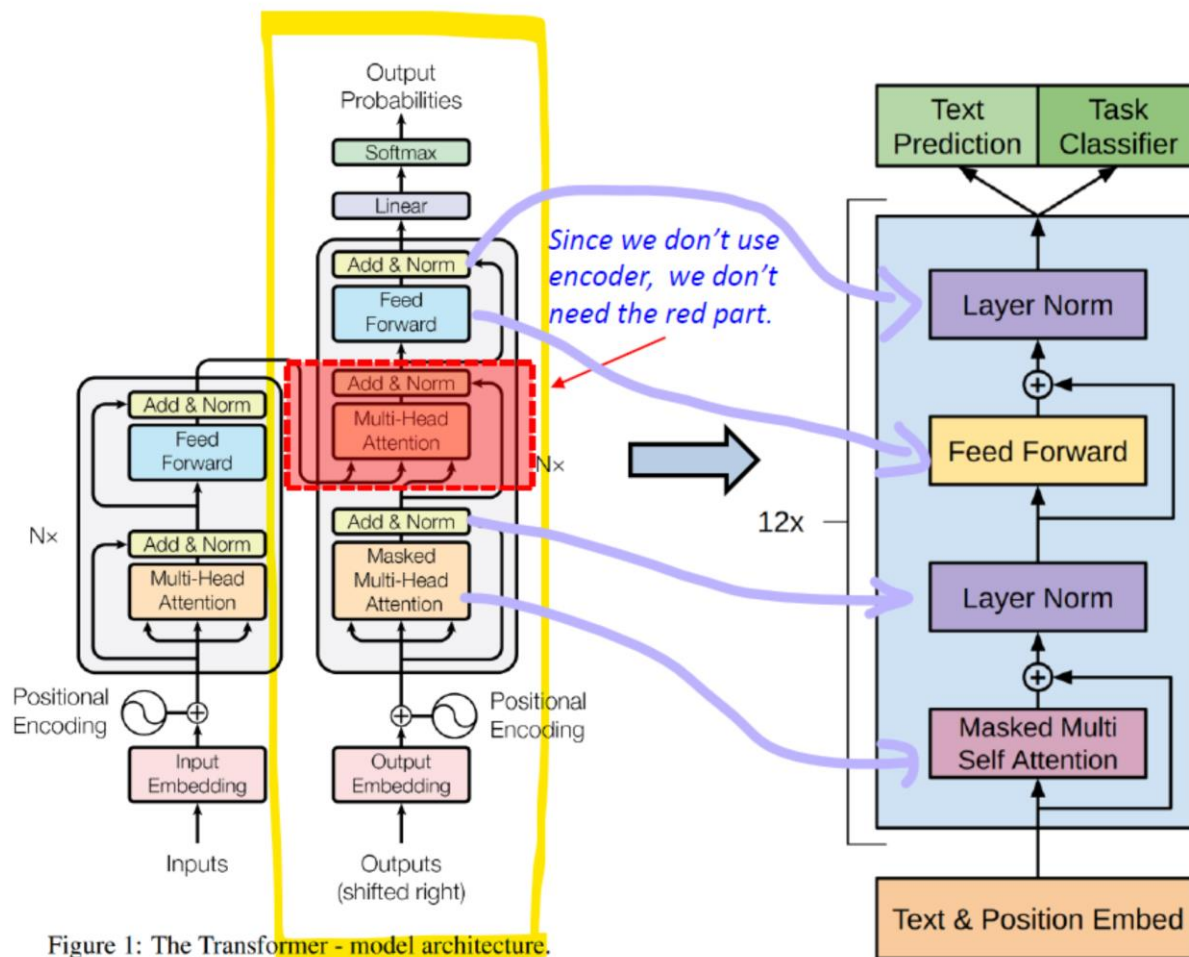 Output
Probabilities
Softmax
Linear
Add & Norm
Feed
Forward
Add & Norm
Multi-Head
Attention
Nx
Add & Norm
Masked
Multi-Head
Attention
Positional
Encoding
Output
Embedding
Outputs
(shifted right)
Add & Norm
Feed
Forward
Nx
Add & Norm
Multi-Head
Attention
Positional
Encoding
Input
Embedding
Inputs
Since we don't use
encoder, we don't
need the red part.
Text
Prediction
Task
Classifier
Layer Norm
Feed Forward
12x
Layer Norm
Masked Multi
Self Attention
Text & Position Embed
Figure 1: The Transformer - model architecture.